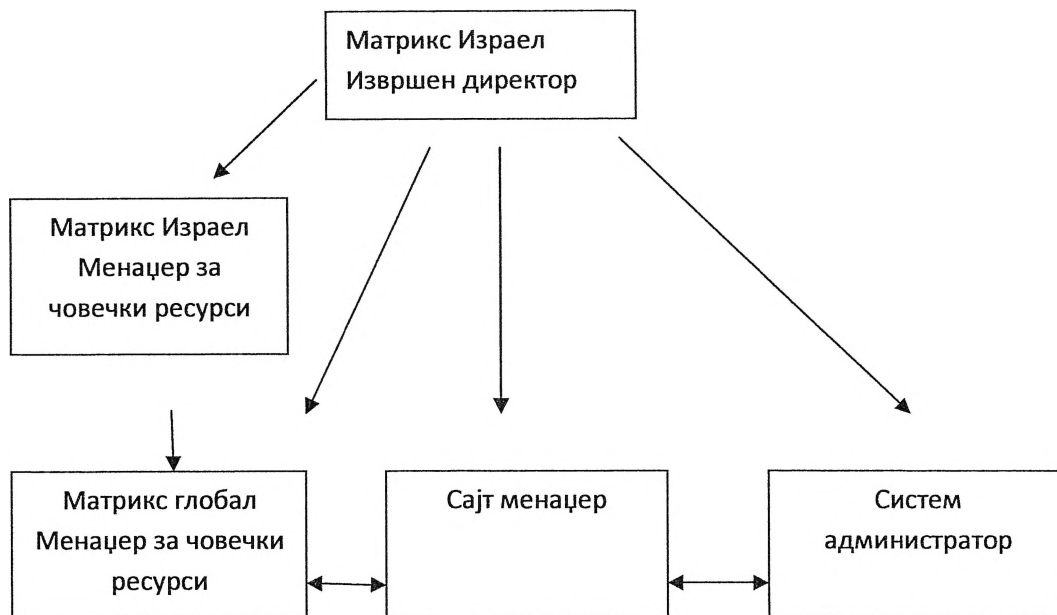 Матрикс Израел
Извршен директор
Матрикс Израел
Менаџер за
човечки ресурси
Матрикс глобал
Менаџер за човечки
ресурси
Сајт менаџер
Систем
администратор